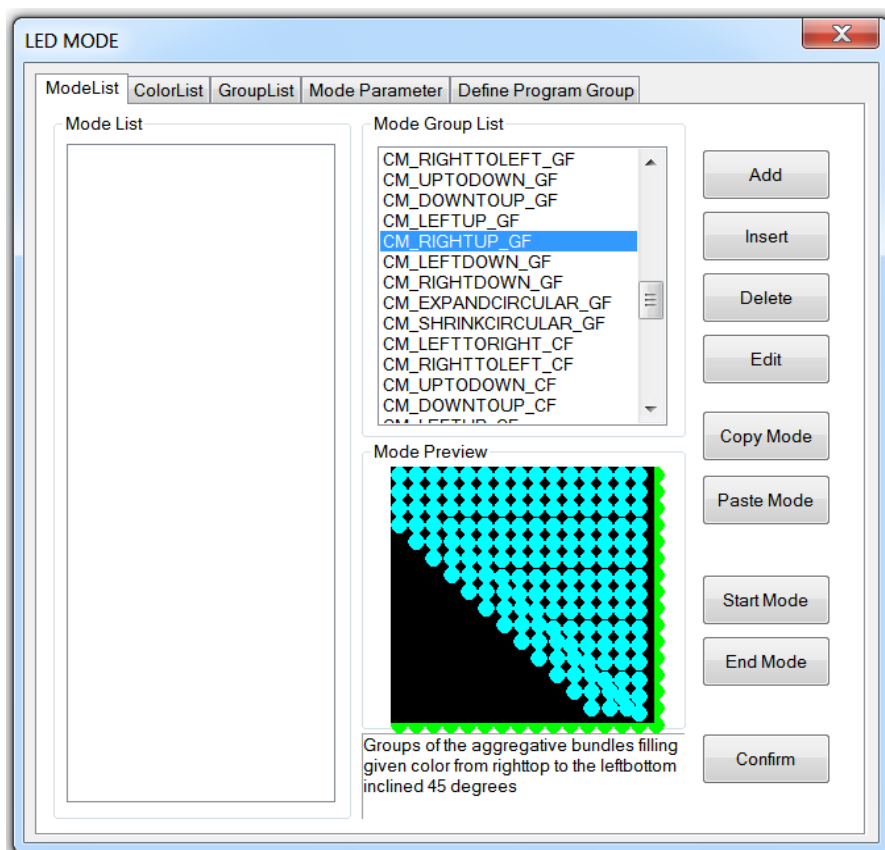 LED MODE
ModeList ColorList GroupList Mode Parameter Define Program Group
Mode List
Mode Group List
CM_RIGHTTOLEFT_GF
CM_UPTODOWN_GF
CM_DOWNTOUP_GF
CM_LEFTUP_GF
CM_RIGHTUP_GF
CM_LEFTDOWN_GF
CM_RIGHTDOWN_GF
CM_EXPANDCIRCULAR_GF
CM_SHRINKCIRCULAR_GF
CM_LEFTTORIGHT_CF
CM_RIGHTTOLEFT_CF
CM_UPTODOWN_CF
CM_DOWNTOUP_CF
CM_LEFTUP_CF
Mode Preview
Groups of the aggregative bundles filling
given color from righttop to the leftbottom
inclined 45 degrees
Add
Insert
Delete
Edit
Copy Mode
Paste Mode
Start Mode
End Mode
Confirm